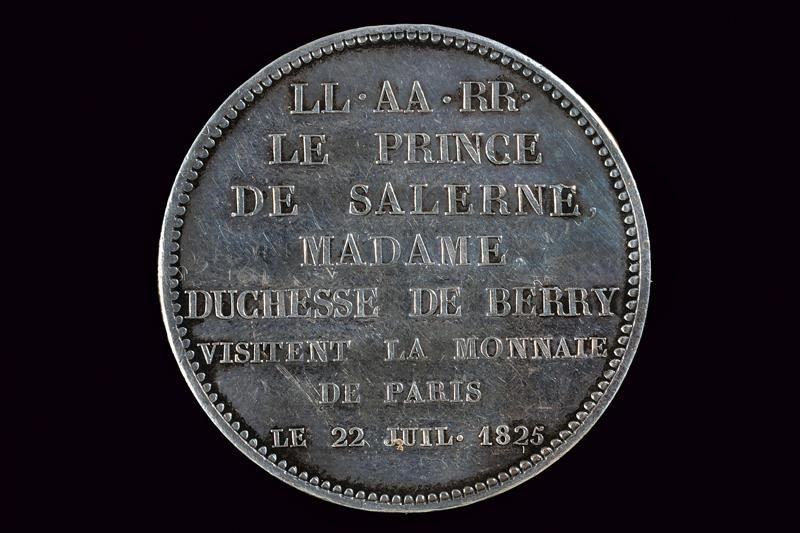 LL · AA · RR ·
LE PRINCE
DE SALERNE,
MADAME,
DUCHESSE DE BERRY
VISITENT LA MONNAIE
DE PARIS
LE 22 JUIL. 1825